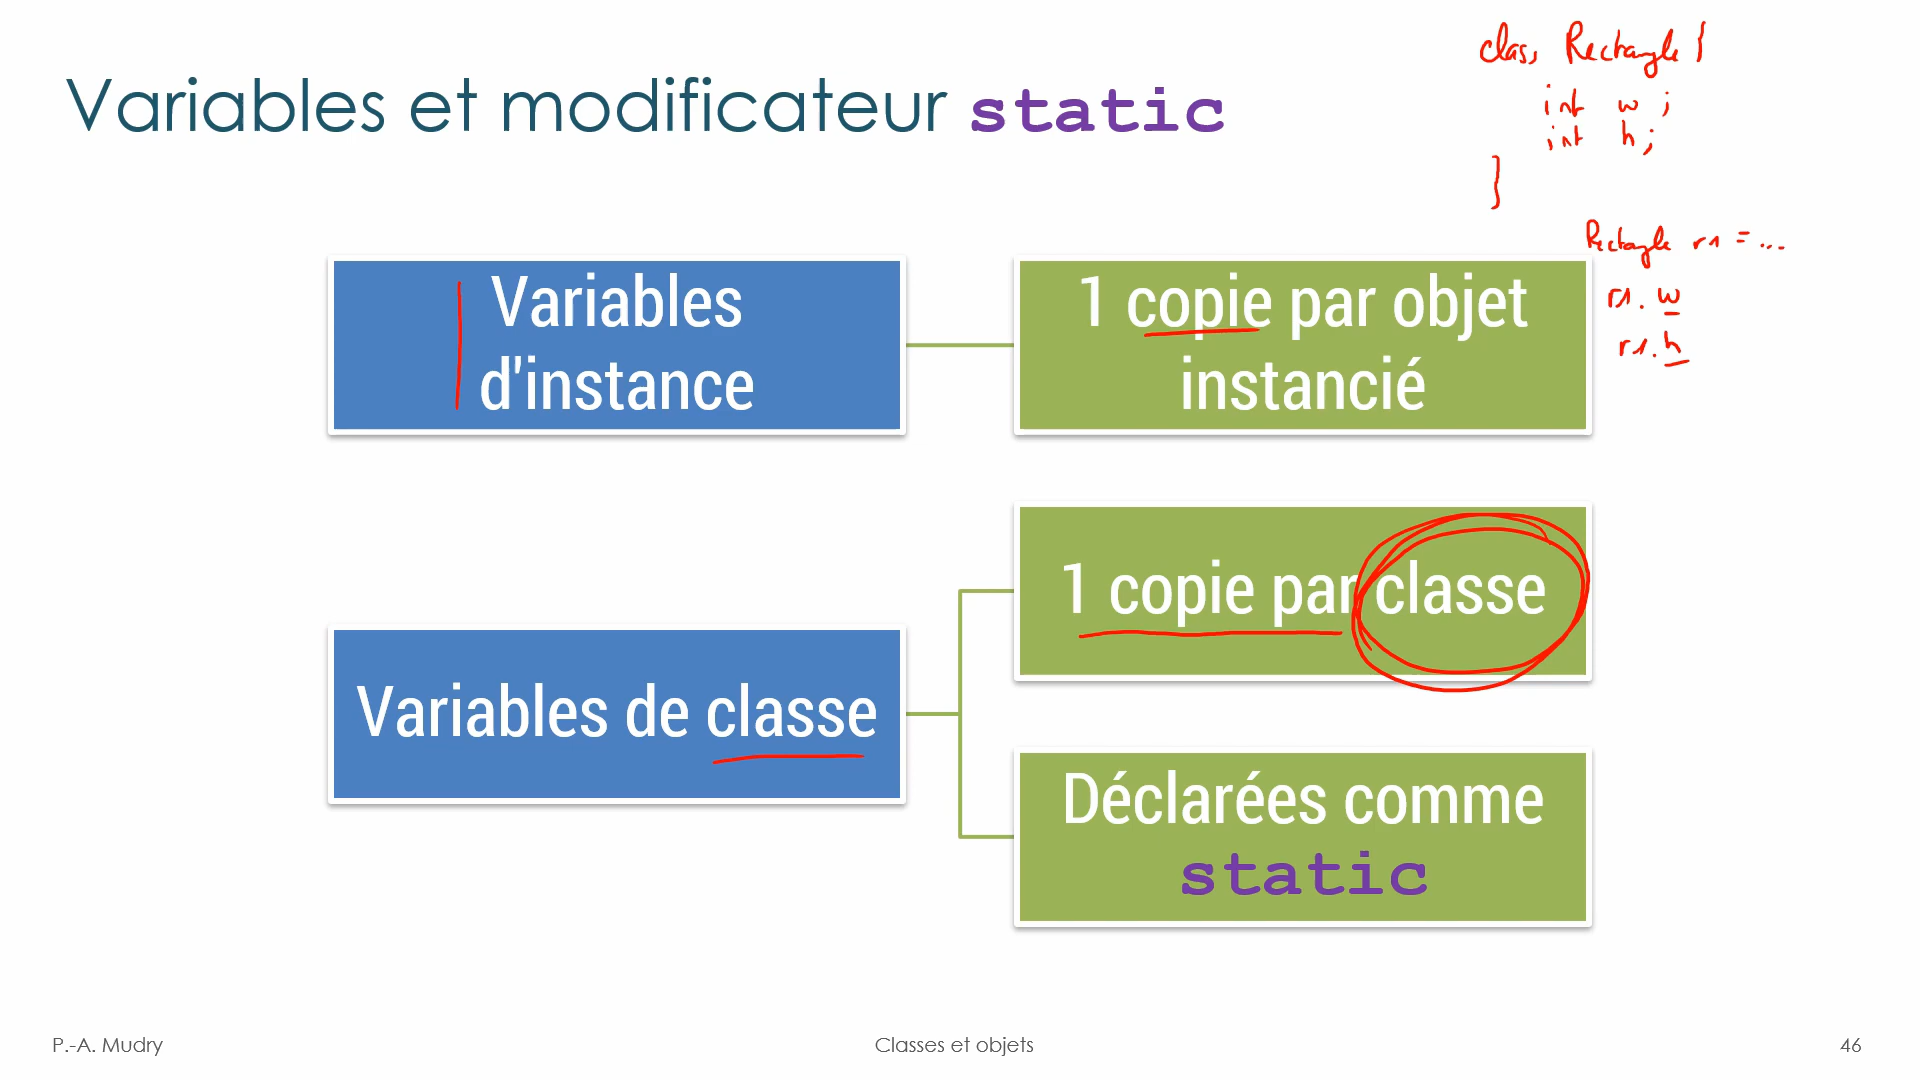 Variables et modificateur static
class Rectangle {
int w ;
int h ;
}
Rectangle r1 = ...
r1. w
r1. h
Variables
d'instance
1 copie par objet
instancié
Variables de classe
1 copie par classe
Déclarées comme
static
P.-A. Mudry
Classes et objets
46